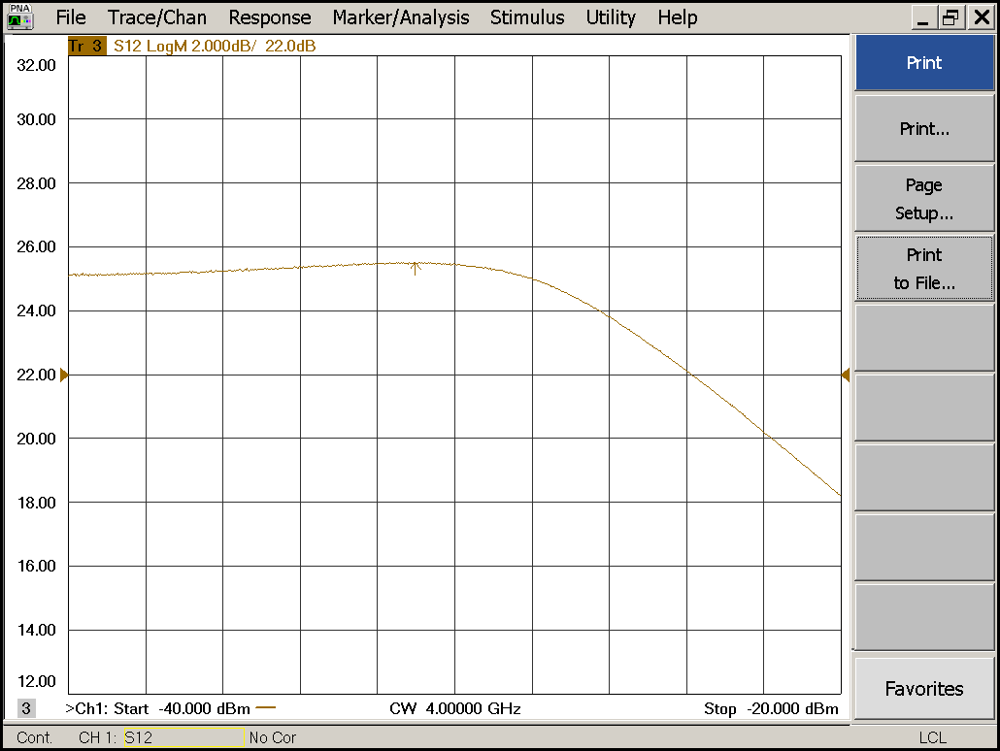 PNA
File Trace/Chan Response Marker/Analysis Stimulus Utility Help
Tr 3 S12 LogM 2.000dB/ 22.0dB
32.00
30.00
28.00
26.00
24.00
22.00
20.00
18.00
16.00
14.00
12.00
3 >Ch1: Start -40.000 dBm CW 4.00000 GHz Stop -20.000 dBm
Cont. CH 1: S12 No Cor LCL
Print
Print...
Page
Setup...
Print
to File...
Favorites